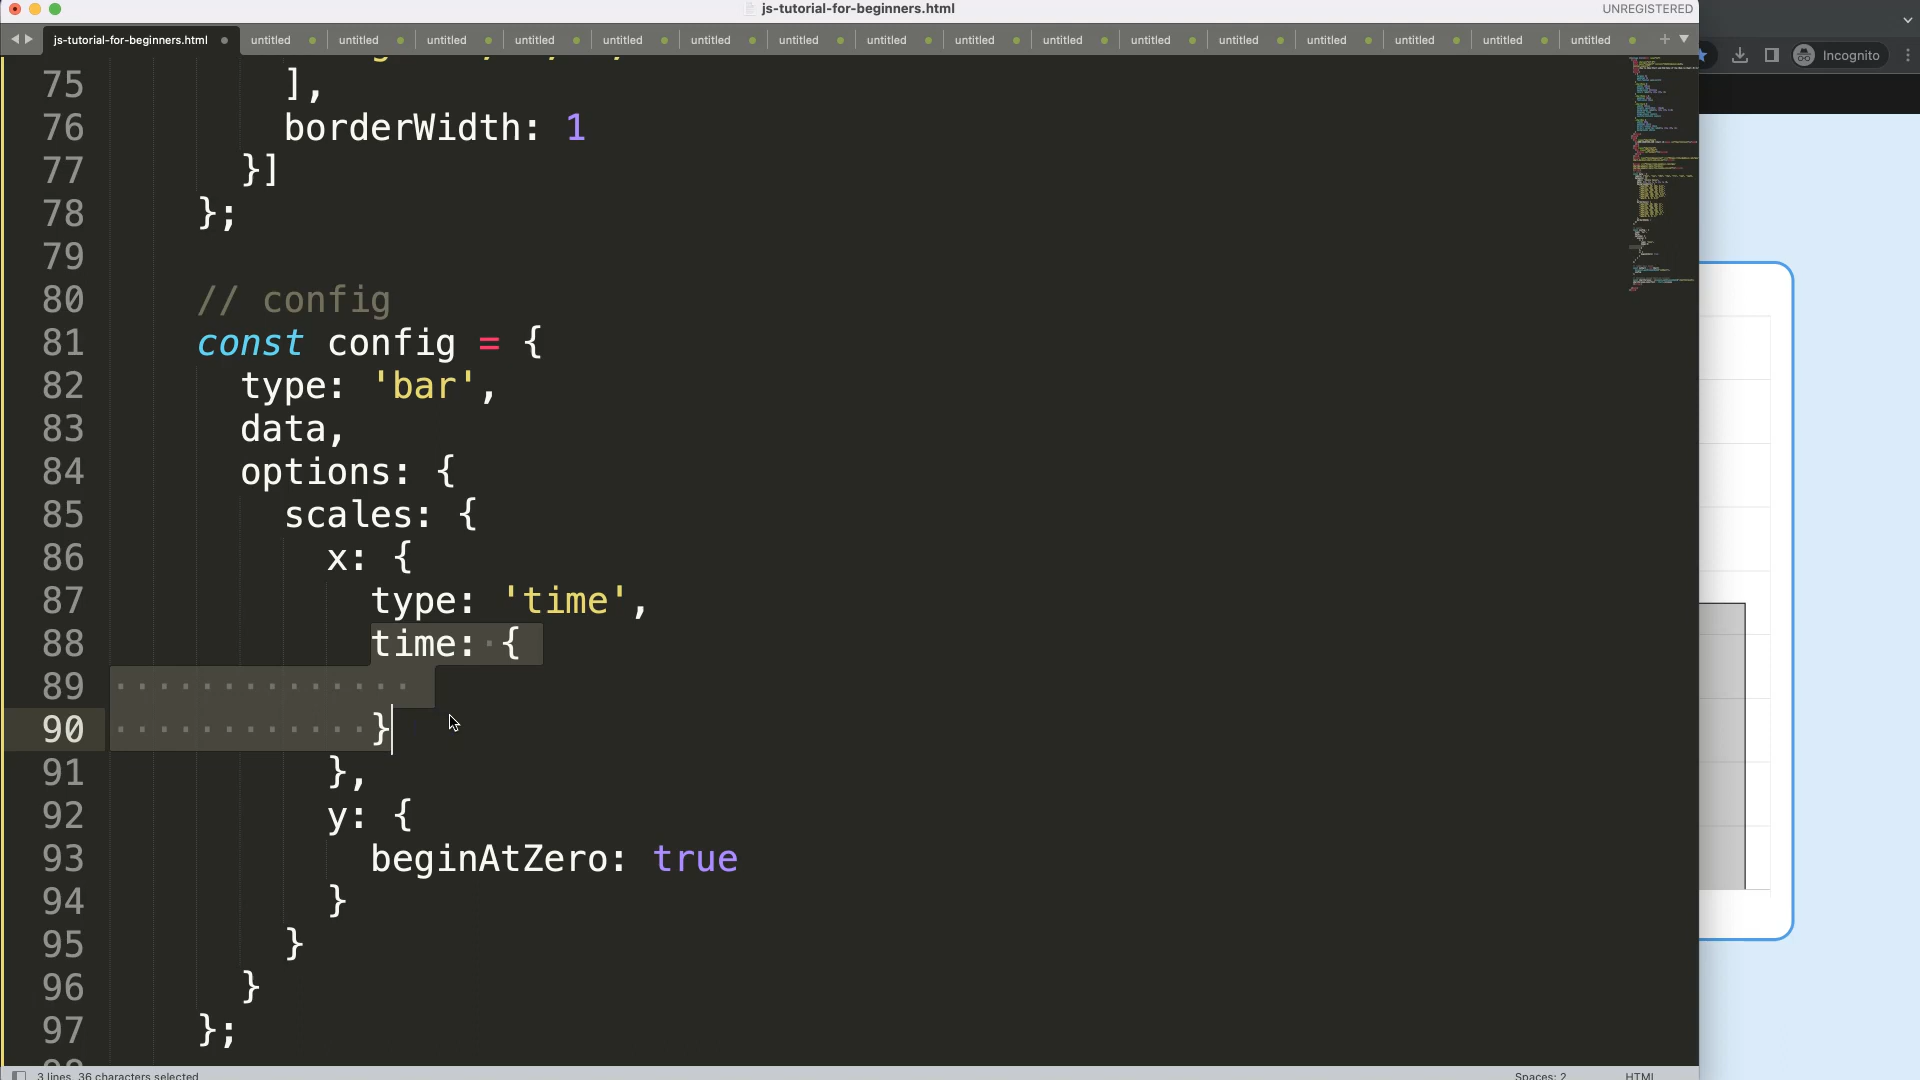 js-tutorial-for-beginners.html
UNREGISTERED
js-tutorial-for-beginners.html untitled untitled untitled untitled untitled untitled untitled untitled untitled untitled untitled untitled untitled untitled untitled untitled
Incognito
75 ],
76 borderWidth: 1
77 }]
78 };
79
80 // config
81 const config = {
82 type: 'bar',
83 data,
84 options: {
85 scales: {
86 x: {
87 type: 'time',
88 time: {
89
90 }
91 },
92 y: {
93 beginAtZero: true
94 }
95 }
96 }
97 };
3 lines, 36 characters selected
Spaces: 2
HTML